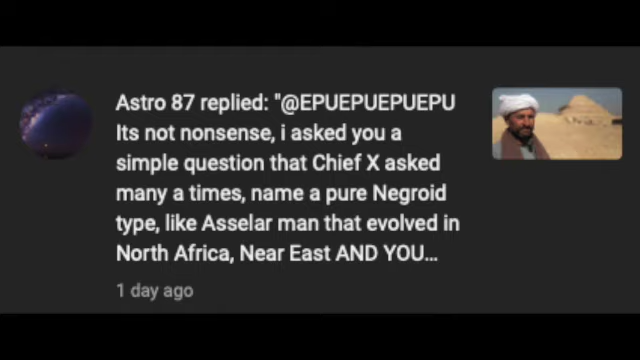 Astro 87 replied: "@EPUEPUEPUEPU
Its not nonsense, i asked you a
simple question that Chief X asked
many a times, name a pure Negroid
type, like Asselar man that evolved in
North Africa, Near East AND YOU...
1 day ago